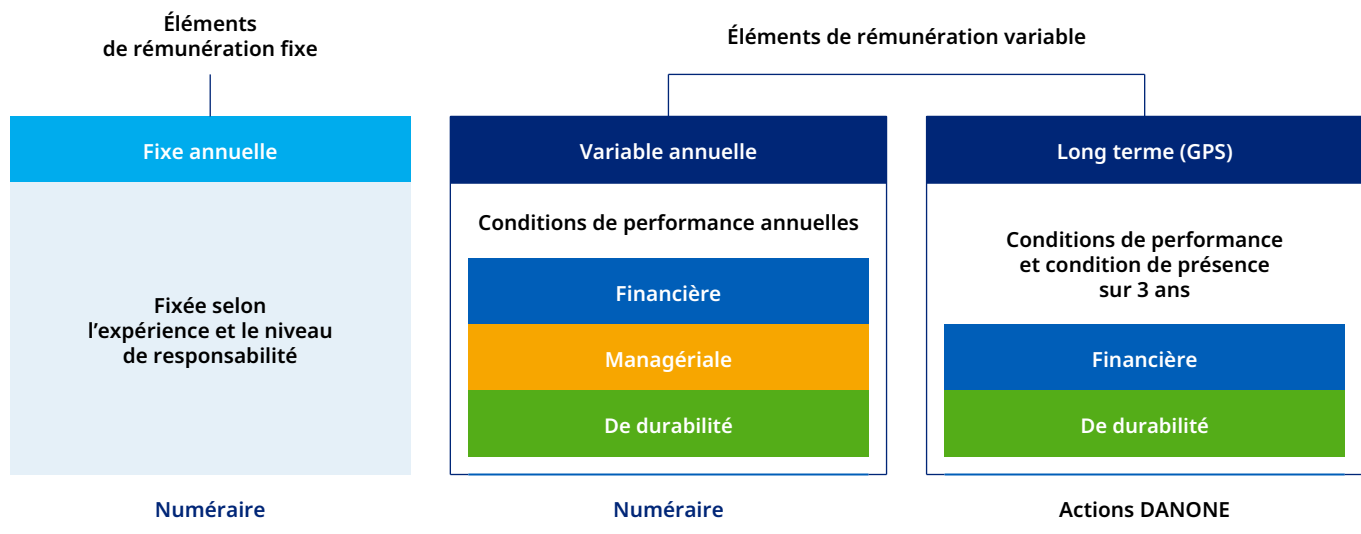 Éléments
de rémunération fixe
Éléments de rémunération variable
Fixe annuelle
Fixée selon
l’expérience et le niveau
de responsabilité
Numéraire
Variable annuelle
Conditions de performance annuelles
Financière
Managériale
De durabilité
Numéraire
Long terme (GPS)
Conditions de performance
et condition de présence
sur 3 ans
Financière
De durabilité
Actions DANONE